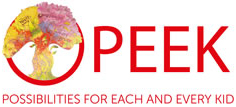 PEEK
POSSIBILITIES FOR EACH AND EVERY KID